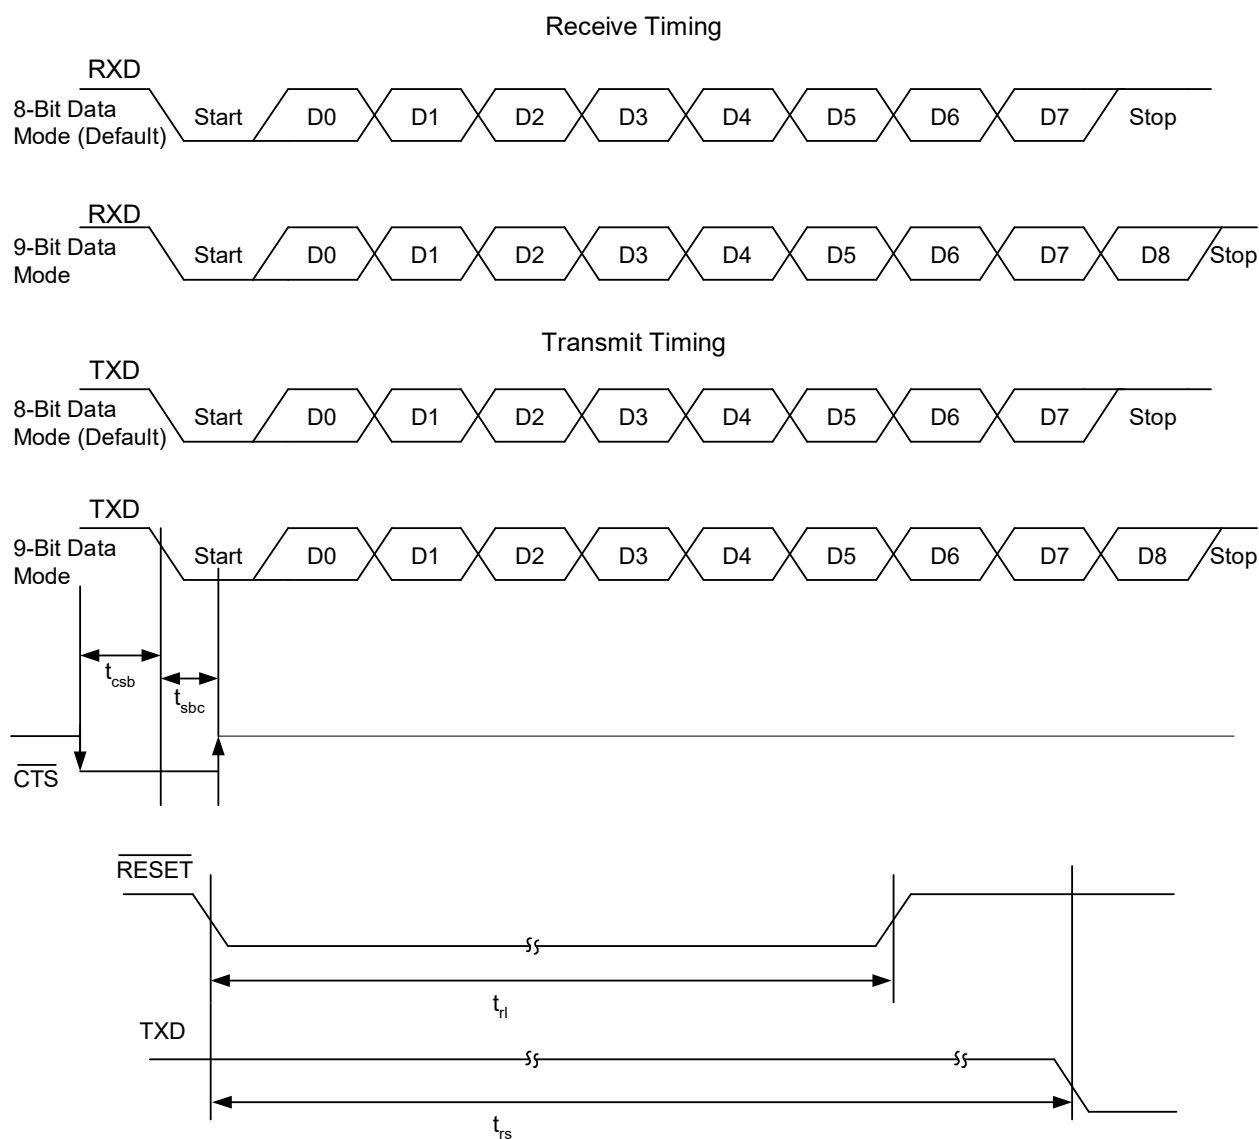 Receive Timing
RXD
8-Bit Data
Mode (Default)
Start D0 D1 D2 D3 D4 D5 D6 D7 Stop
RXD
9-Bit Data
Mode
Start D0 D1 D2 D3 D4 D5 D6 D7 D8 Stop
Transmit Timing
TXD
8-Bit Data
Mode (Default)
Start D0 D1 D2 D3 D4 D5 D6 D7 Stop
TXD
9-Bit Data
Mode
Start D0 D1 D2 D3 D4 D5 D6 D7 D8 Stop
tcsb
tsbc
CTS
RESET
trl
TXD
trs